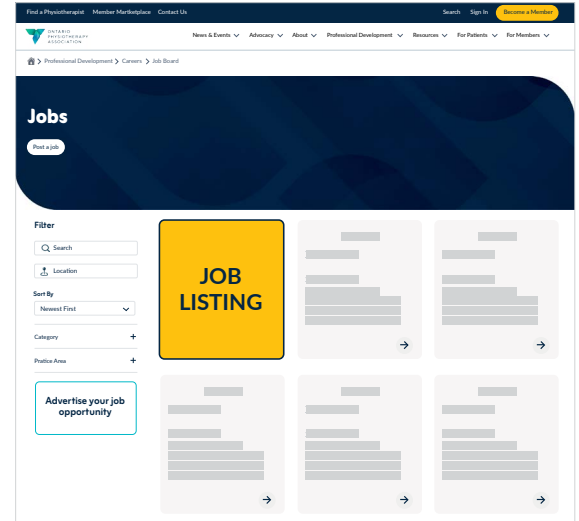 Find a Physiotherapist Member Marketplace Contact Us Search Sign In Become a Member
ONTARIO
PHYSIOTHERAPY
ASSOCIATION
News & Events Advocacy About Professional Development Resources For Patients For Members
Professional Development Careers Job Board
Jobs
Post a job
Filter
Search
Location
Sort By
Newest First
Category
Pratice Area
Advertise your job
opportunity
JOB
LISTING